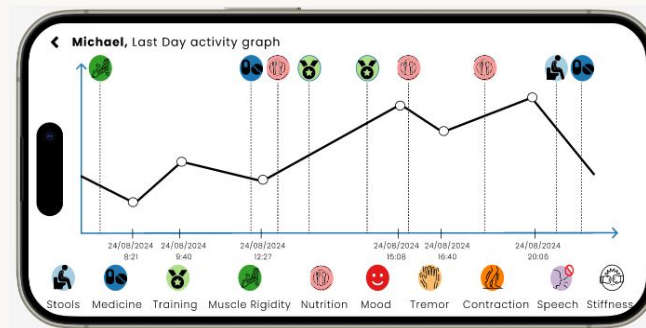 Michael, Last Day activity graph
24/08/2024 24/08/2024 24/08/2024 24/08/2024 24/08/2024 24/08/2024
8:21 9:40 12:27 15:08 16:40 20:05
Stools Medicine Training Muscle Rigidity Nutrition Mood Tremor Contraction Speech Stiffness